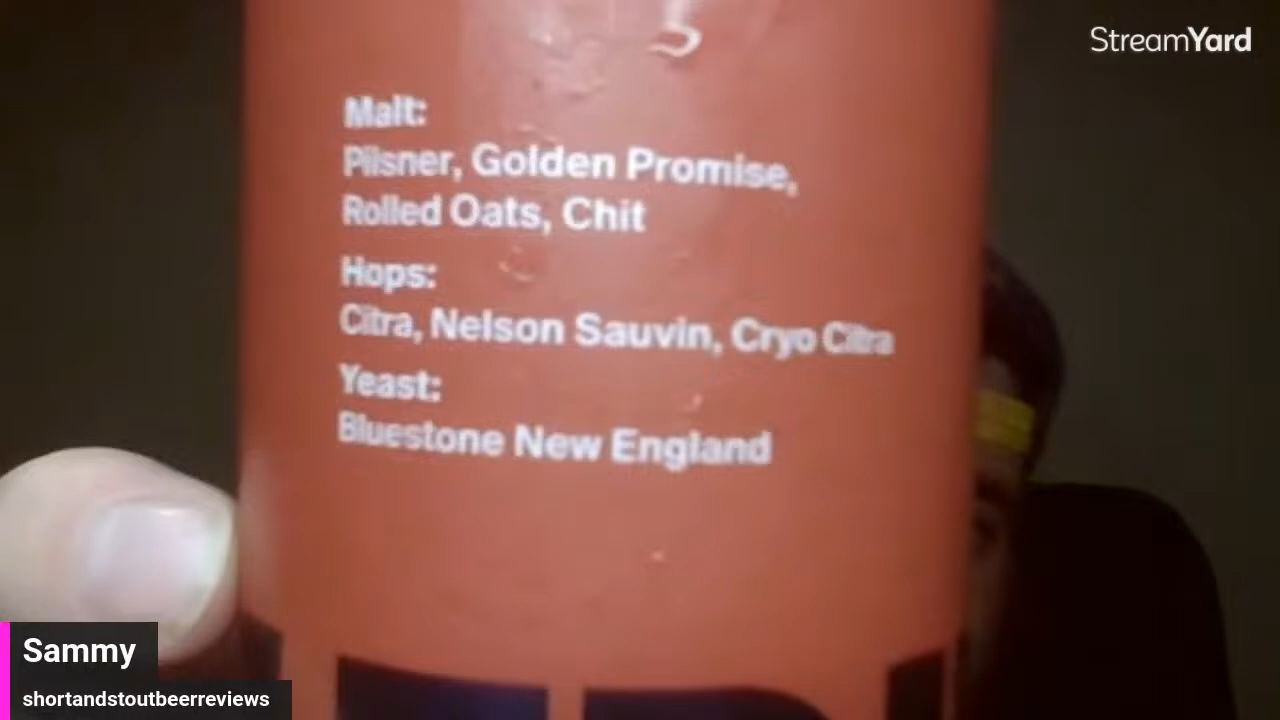 StreamYard
Malt:
Pilsner, Golden Promise,
Rolled Oats, Chit
Hops:
Citra, Nelson Sauvin, Cryo Citra
Yeast:
Bluestone New England
Sammy
shortandstoutbeerreviews